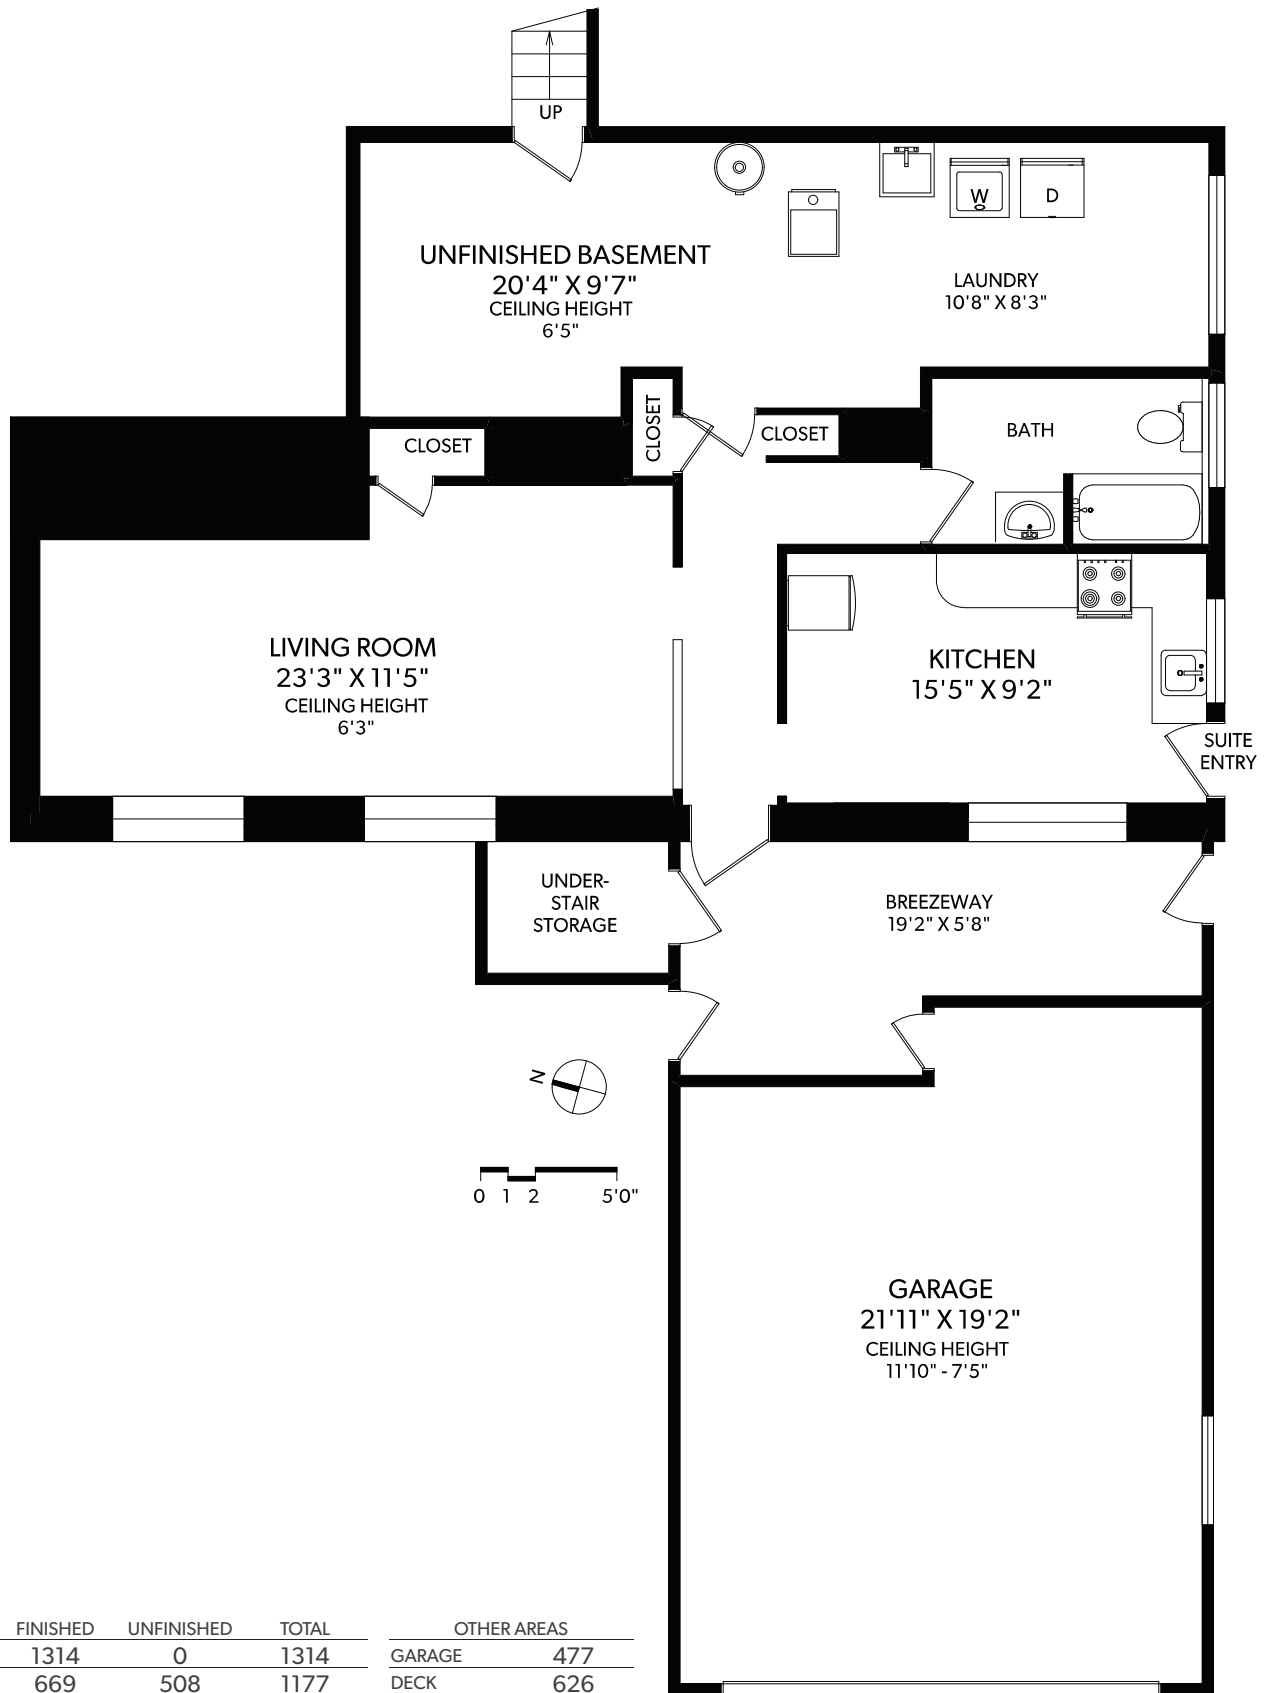 UP
W
D
UNFINISHED BASEMENT
20'4" X 9'7"
CEILING HEIGHT
6'5"
LAUNDRY
10'8" X 8'3"
CLOSET
CLOSET
CLOSET
BATH
LIVING ROOM
23'3" X 11'5"
CEILING HEIGHT
6'3"
KITCHEN
15'5" X 9'2"
SUITE
ENTRY
UNDER-
STAIR
STORAGE
BREEZEWAY
19'2" X 5'8"
N
0 1 2 5'0"
GARAGE
21'11" X 19'2"
CEILING HEIGHT
11'10" - 7'5"
FINISHED UNFINISHED TOTAL
1314 0 1314
669 508 1177
OTHER AREAS
GARAGE 477
DECK 626